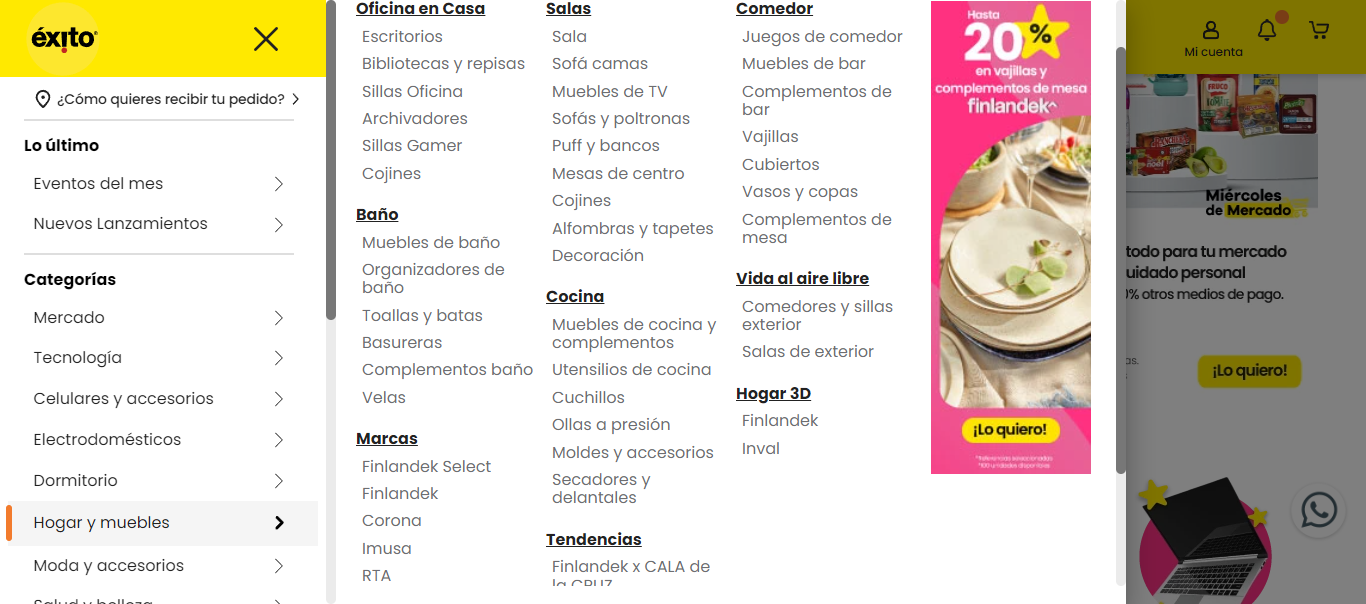 éxito
¿Cómo quieres recibir tu pedido?
Lo último
Eventos del mes
Nuevos Lanzamientos
Categorías
Mercado
Tecnología
Celulares y accesorios
Electrodomésticos
Dormitorio
Hogar y muebles
Moda y accesorios
Salud y belleza
Oficina en Casa
Escritorios
Bibliotecas y repisas
Sillas Oficina
Archivadores
Sillas Gamer
Cojines
Baño
Muebles de baño
Organizadores de
baño
Toallas y batas
Basureras
Complementos baño
Velas
Marcas
Finlandek Select
Finlandek
Corona
Imusa
RTA
Salas
Sala
Sofá camas
Muebles de TV
Sofás y poltronas
Puff y bancos
Mesas de centro
Cojines
Alfombras y tapetes
Decoración
Cocina
Muebles de cocina y
complementos
Utensilios de cocina
Cuchillos
Ollas a presión
Moldes y accesorios
Secadores y
delantales
Tendencias
Finlandek x CALA de
la CRUZ
Comedor
Juegos de comedor
Muebles de bar
Complementos de
bar
Vajillas
Cubiertos
Vasos y copas
Complementos de
mesa
Vida al aire libre
Comedores y sillas
exterior
Salas de exterior
Hogar 3D
Finlandek
Inval
Hasta
20%
en vajillas y
complementos de mesa
finlandek
¡Lo quiero!
*Referencias seleccionadas
*100 unidades disponibles
Mi cuenta
Miércoles
de Mercado
todo para tu mercado
uidado personal
% otros medios de pago.
¡Lo quiero!